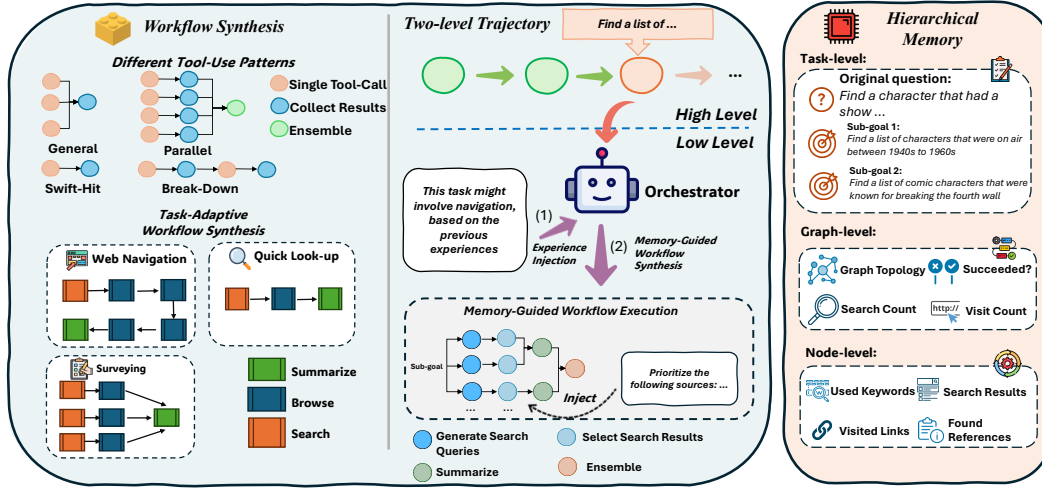 Workflow Synthesis
Different Tool-Use Patterns
Single Tool-Call
Collect Results
Ensemble
General
Parallel
Swift-Hit
Break-Down
Task-Adaptive
Workflow Synthesis
Web Navigation
Quick Look-up
Surveying
Summarize
Browse
Search
Two-level Trajectory
Find a list of ...
...
High Level
Low Level
Orchestrator
This task might
involve navigation,
based on the
previous
experiences
(1)
Experience
Injection
(2)
Memory-Guided
Workflow
Synthesis
Memory-Guided Workflow Execution
Sub-goal
... ...
Inject
Prioritize the
following sources: ...
Generate Search
Queries
Select Search Results
Summarize
Ensemble
Hierarchical
Memory
Task-level:
Original question:
?
Find a character that had a
show ...
Sub-goal 1:
Find a list of characters that were on air
between 1940s to 1960s
Sub-goal 2:
Find a list of comic characters that were
known for breaking the fourth wall
Graph-level:
Graph Topology
Succeeded?
Search Count
http://
Visit Count
Node-level:
W
Used Keywords
Search Results
Visited Links
Found
References